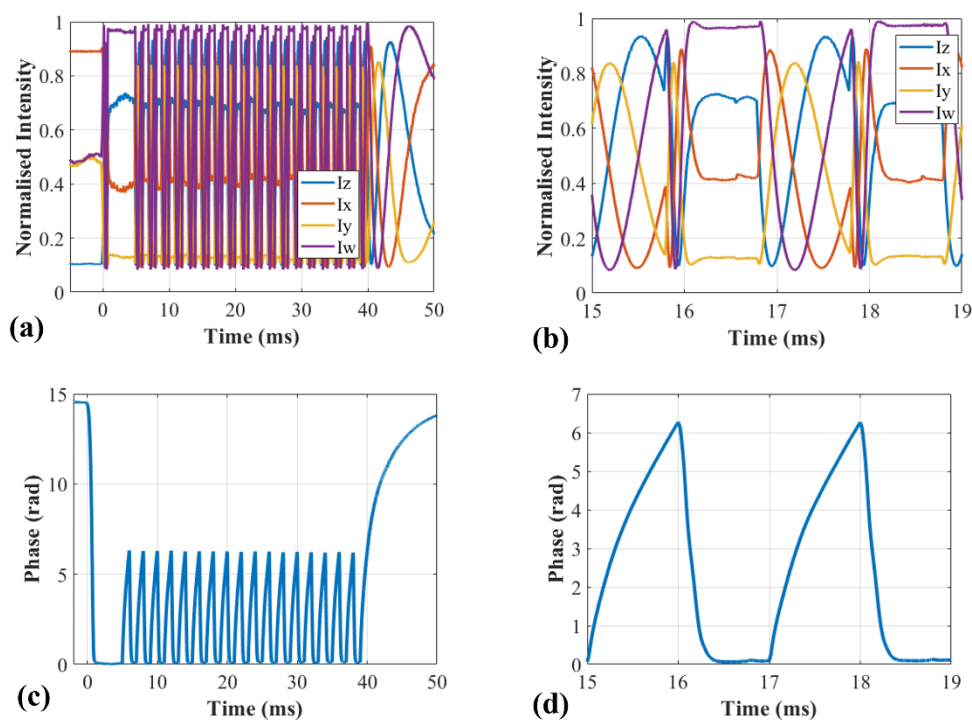 1
0.8
0.6
0.4
0.2
0
Normalised Intensity
Iz
Ix
Iy
Iw
0 10 20 30 40 50
Time (ms)
(a)
1
0.8
0.6
0.4
0.2
0
Normalised Intensity
Iz
Ix
Iy
Iw
15 16 17 18 19
Time (ms)
(b)
15
10
5
0
Phase (rad)
0 10 20 30 40 50
Time (ms)
(c)
7
6
5
4
3
2
1
0
Phase (rad)
15 16 17 18 19
Time (ms)
(d)